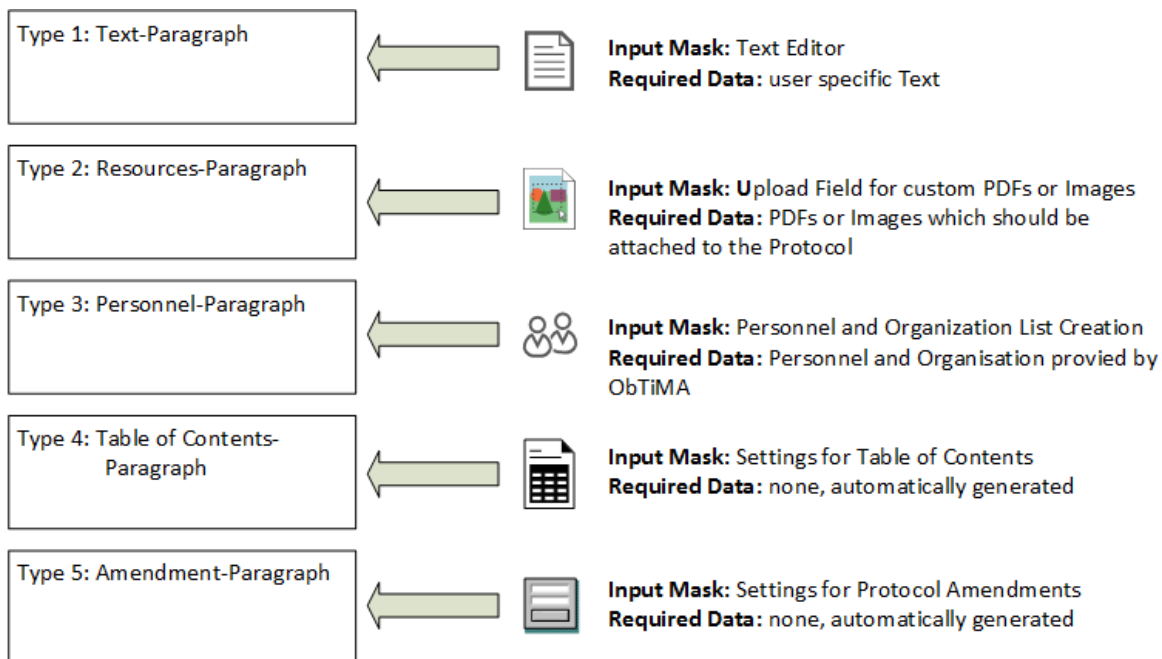 Type 1: Text-Paragraph
Input Mask: Text Editor
Required Data: user specific Text
Type 2: Resources-Paragraph
Input Mask: Upload Field for custom PDFs or Images
Required Data: PDFs or Images which should be
attached to the Protocol
Type 3: Personnel-Paragraph
Input Mask: Personnel and Organization List Creation
Required Data: Personnel and Organisation provied by
ObTiMA
Type 4: Table of Contents-
Paragraph
Input Mask: Settings for Table of Contents
Required Data: none, automatically generated
Type 5: Amendment-Paragraph
Input Mask: Settings for Protocol Amendments
Required Data: none, automatically generated